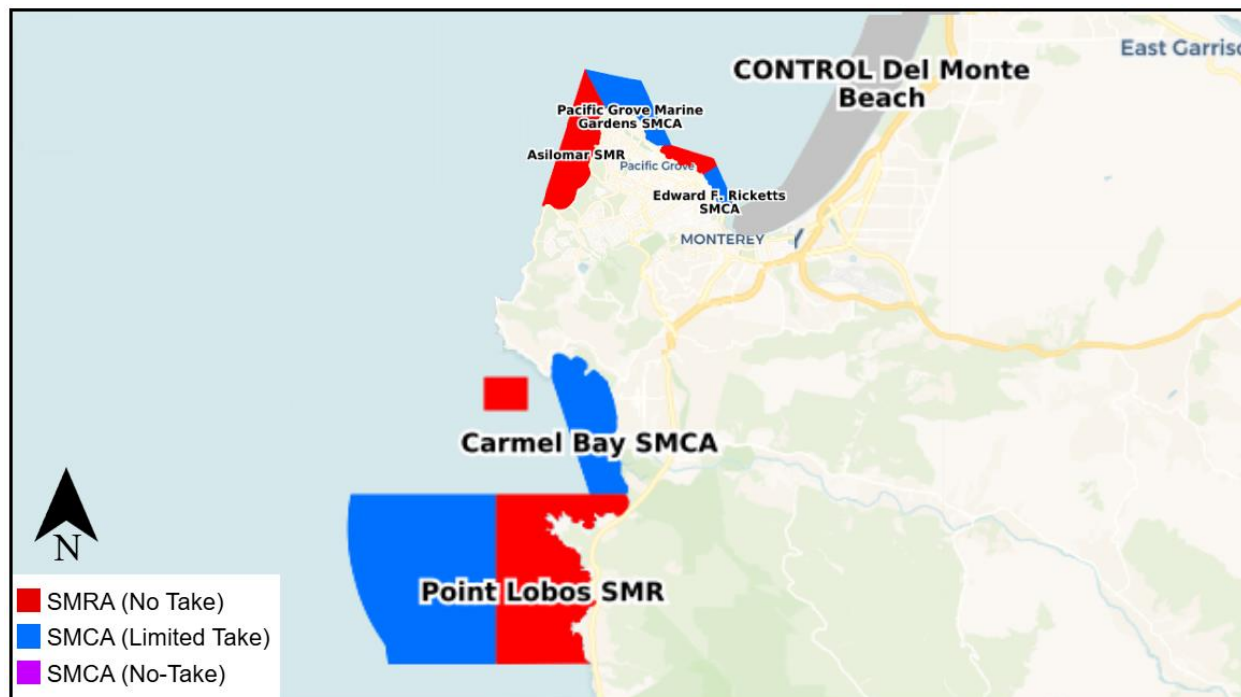 East Garriso
CONTROL Del Monte
Beach
Pacific Grove Marine
Gardens SMCA
Asilomar SMR
Pacific Grove
Edward F. Ricketts
SMCA
MONTEREY
Carmel Bay SMCA
Point Lobos SMR
N
SMRA (No Take)
SMCA (Limited Take)
SMCA (No-Take)